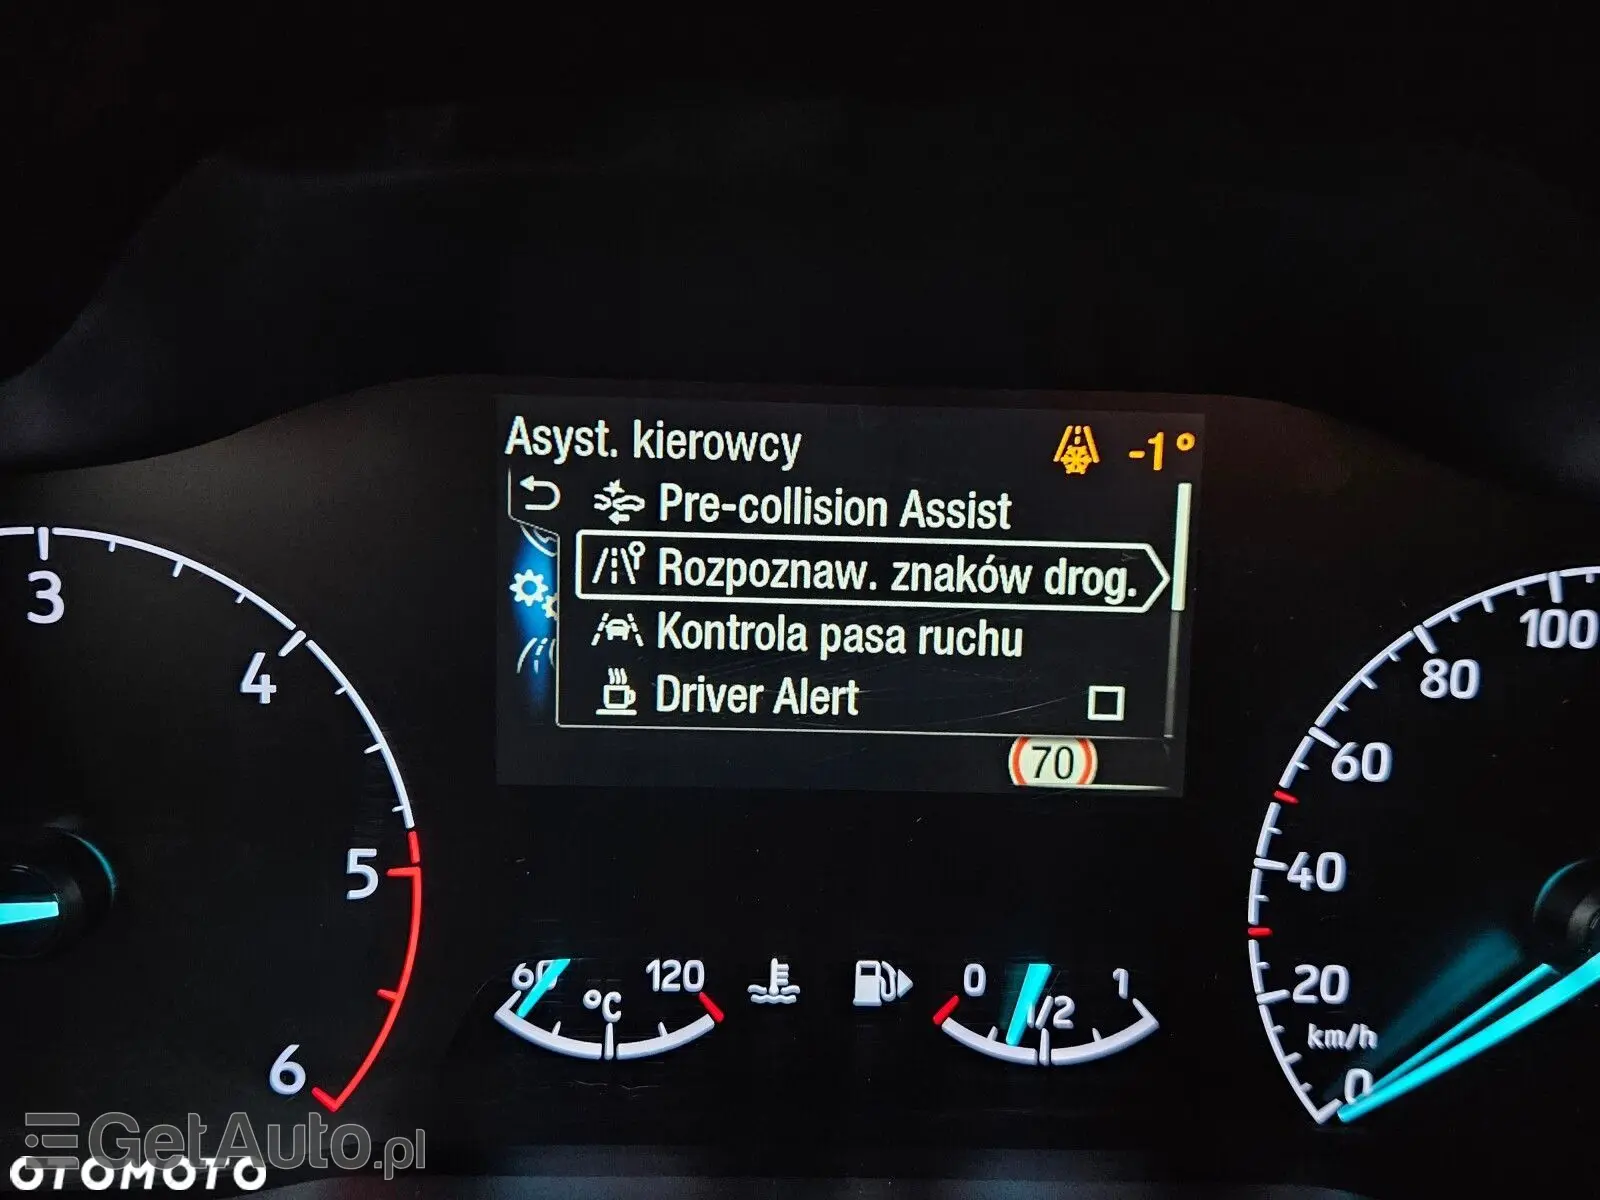 Asyst. kierowcy -1°
Pre-collision Assist
Rozpoznaw. znaków drog.
Kontrola pasa ruchu
Driver Alert
70
3
4
5
6
100
80
60
40
20
km/h
0
60 °C 120
0 1/2 1
GetAuto.pl
OTOMOTO